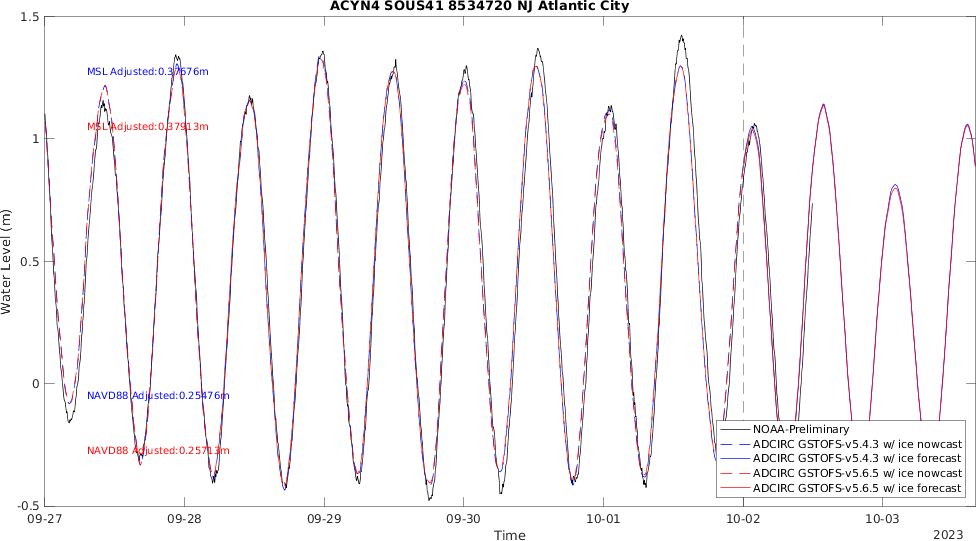 ACYN4 SOUS41 8534720 NJ Atlantic City
1.5
MSL Adjusted:0.37676m
MSL Adjusted:0.37913m
1
Water Level (m)
0.5
0
NAVD88 Adjusted:0.25476m
NAVD88 Adjusted:0.25713m
NOAA-Preliminary
ADCIRC GSTOFS-v5.4.3 w/ ice nowcast
ADCIRC GSTOFS-v5.4.3 w/ ice forecast
ADCIRC GSTOFS-v5.6.5 w/ ice nowcast
ADCIRC GSTOFS-v5.6.5 w/ ice forecast
-0.5
09-27 09-28 09-29 09-30 10-01 10-02 10-03
Time
2023